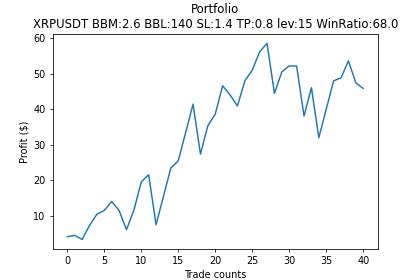 Portfolio
XRPUSDT BBM:2.6 BBL:140 SL:1.4 TP:0.8 lev:15 WinRatio:68.0
60
50
40
30
20
10
Profit ($)
0 5 10 15 20 25 30 35 40
Trade counts